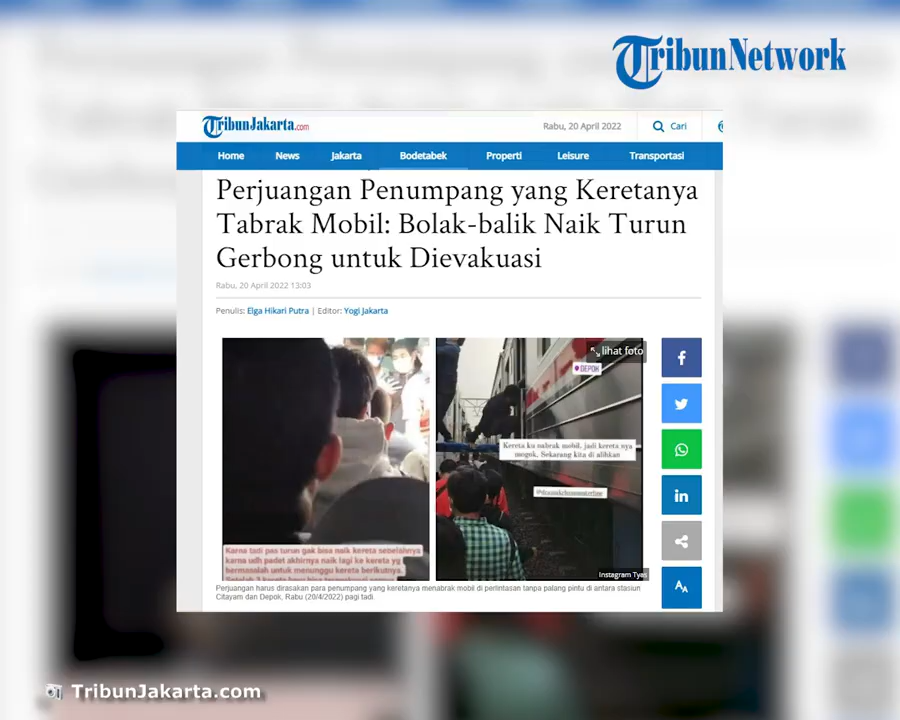 TribunNetwork
TribunJakarta.com
Rabu, 20 April 2022
Cari
Home News Jakarta Bodetabek Properti Leisure Transportasi
Perjuangan Penumpang yang Keretanya
Tabrak Mobil: Bolak-balik Naik Turun
Gerbong untuk Dievakuasi
Rabu, 20 April 2022 13:03
Penulis: Elga Hikari Putra | Editor: Yogi Jakarta
lihat foto
DEPOK
Kereta ku nabrak mobil, jadi kereta nya
mogok, Sekarang kita di alihkan
Karna tadi pas turun gak bisa naik kereta sebelahnya
karna udh padet akhirnya naik lagi ke kereta yg
bermasalah untuk menunggu kereta berikutnya.
Instagram Tyas
Perjuangan harus dirasakan para penumpang yang keretanya menabrak mobil di perlintasan tanpa palang pintu di antara stasiun
Citayam dan Depok, Rabu (20/4/2022) pagi tadi.
TribunJakarta.com